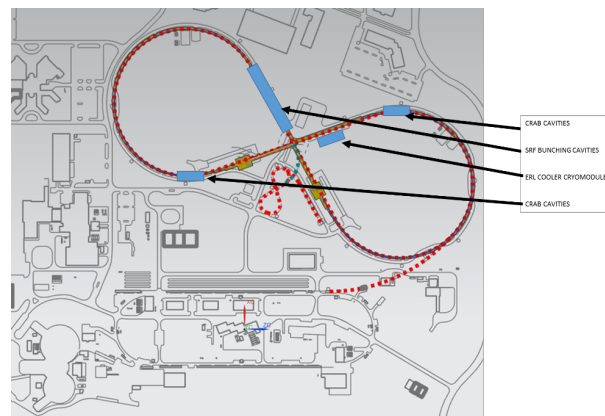 CRAB CAVITIES
SRF BUNCHING CAVITIES
ERL COOLER CRYOMODULE
CRAB CAVITIES